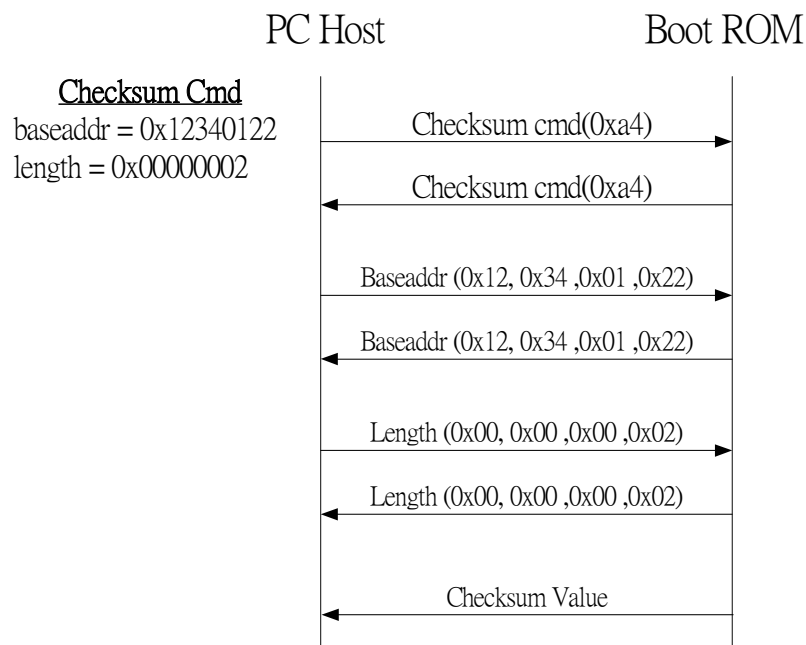 PC Host
Boot ROM
Checksum Cmd
baseaddr = 0x12340122
length = 0x00000002
Checksum cmd(0xa4)
Checksum cmd(0xa4)
Baseaddr (0x12, 0x34 ,0x01 ,0x22)
Baseaddr (0x12, 0x34 ,0x01 ,0x22)
Length (0x00, 0x00 ,0x00 ,0x02)
Length (0x00, 0x00 ,0x00 ,0x02)
Checksum Value